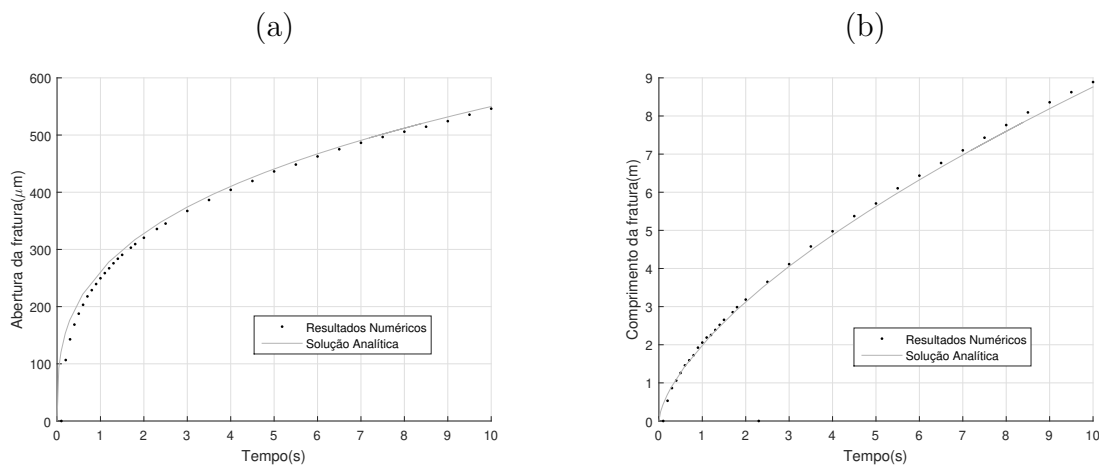 (a)
600
500
400
300
200
100
0
Abertura da fratura(μm)
Resultados Numéricos
Solução Analítica
0 1 2 3 4 5 6 7 8 9 10
Tempo(s)
(b)
9
8
7
6
5
4
3
2
1
0
Comprimento da fratura(m)
Resultados Numéricos
Solução Analítica
0 1 2 3 4 5 6 7 8 9 10
Tempo(s)